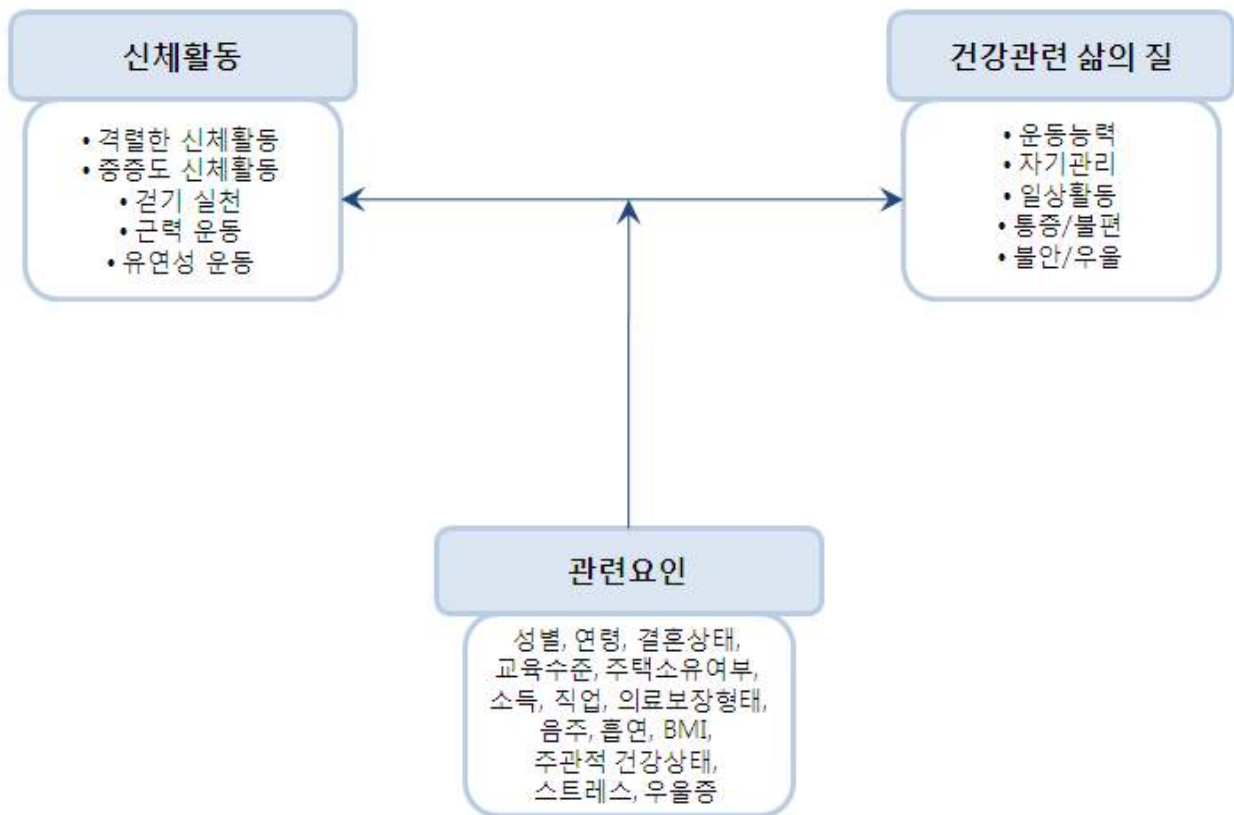 신체활동
• 격렬한 신체활동
• 중증도 신체활동
• 걷기 실천
• 근력 운동
• 유연성 운동
건강관련 삶의 질
• 운동능력
• 자기관리
• 일상활동
• 통증/불편
• 불안/우울
관련요인
성별, 연령, 결혼상태,
교육수준, 주택소유여부,
소득, 직업, 의료보장형태,
음주, 흡연, BMI,
주관적 건강상태,
스트레스, 우울증